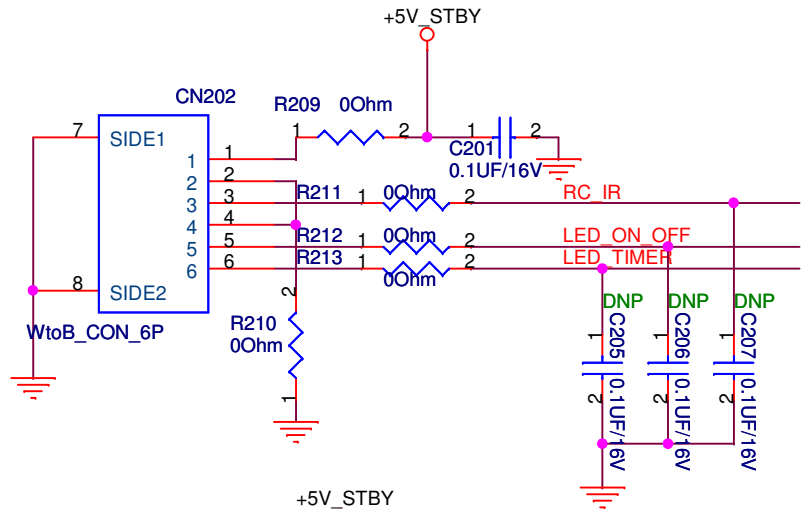 +5V_STBY
CN202
R209 0Ohm
7 SIDE1
1 2
1 2
C201
0.1UF/16V
1 1
2 2
3 3
4 4
5 5
6 6
R211 1 0Ohm 2 RC_IR
R212 1 0Ohm 2 LED_ON_OFF
R213 1 0Ohm 2 LED_TIMER
8 SIDE2
WtoB_CON_6P
2
R210
0Ohm
1
DNP DNP DNP
1 C205 2 0.1UF/16V
1 C206 2 0.1UF/16V
1 C207 2 0.1UF/16V
+5V_STBY